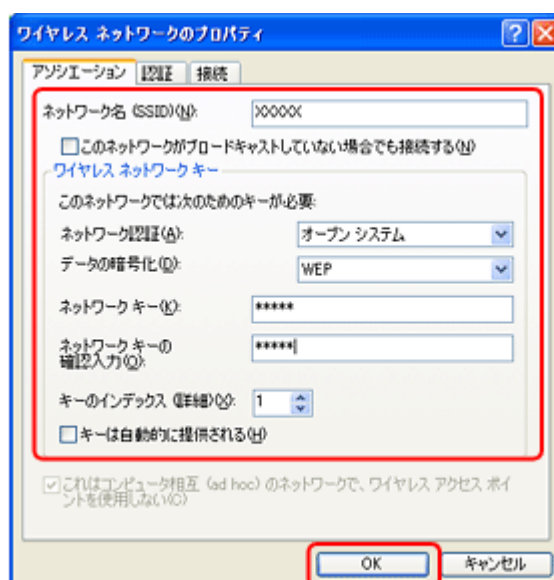 ワイヤレス ネットワークのプロパティ
アソシエーション 認証 接続
ネットワーク名 (SSID)(N): XXXXX
このネットワークがブロードキャストしていない場合でも接続する(N)
ワイヤレス ネットワーク キー
このネットワークでは次のためのキーが必要:
ネットワーク認証(A): オープン システム
データの暗号化(D): WEP
ネットワーク キー(K): *****
ネットワーク キーの
確認入力(O): *****
キーのインデックス (詳細)(X): 1
キーは自動的に提供される(H)
これはコンピュータ相互 (ad hoc) のネットワークで、ワイヤレス アクセス ポイ
ントを使用しない(C)
OK キャンセル